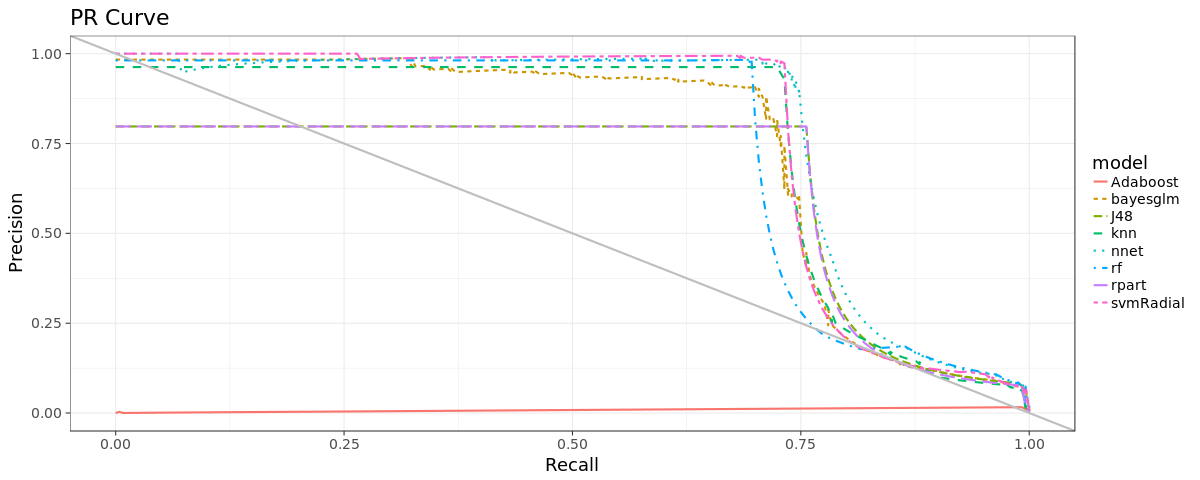 PR Curve
Precision
1.00
0.75
0.50
0.25
0.00
0.00 0.25 0.50 0.75 1.00
Recall
model
Adaboost
bayesglm
J48
knn
nnet
rf
rpart
svmRadial